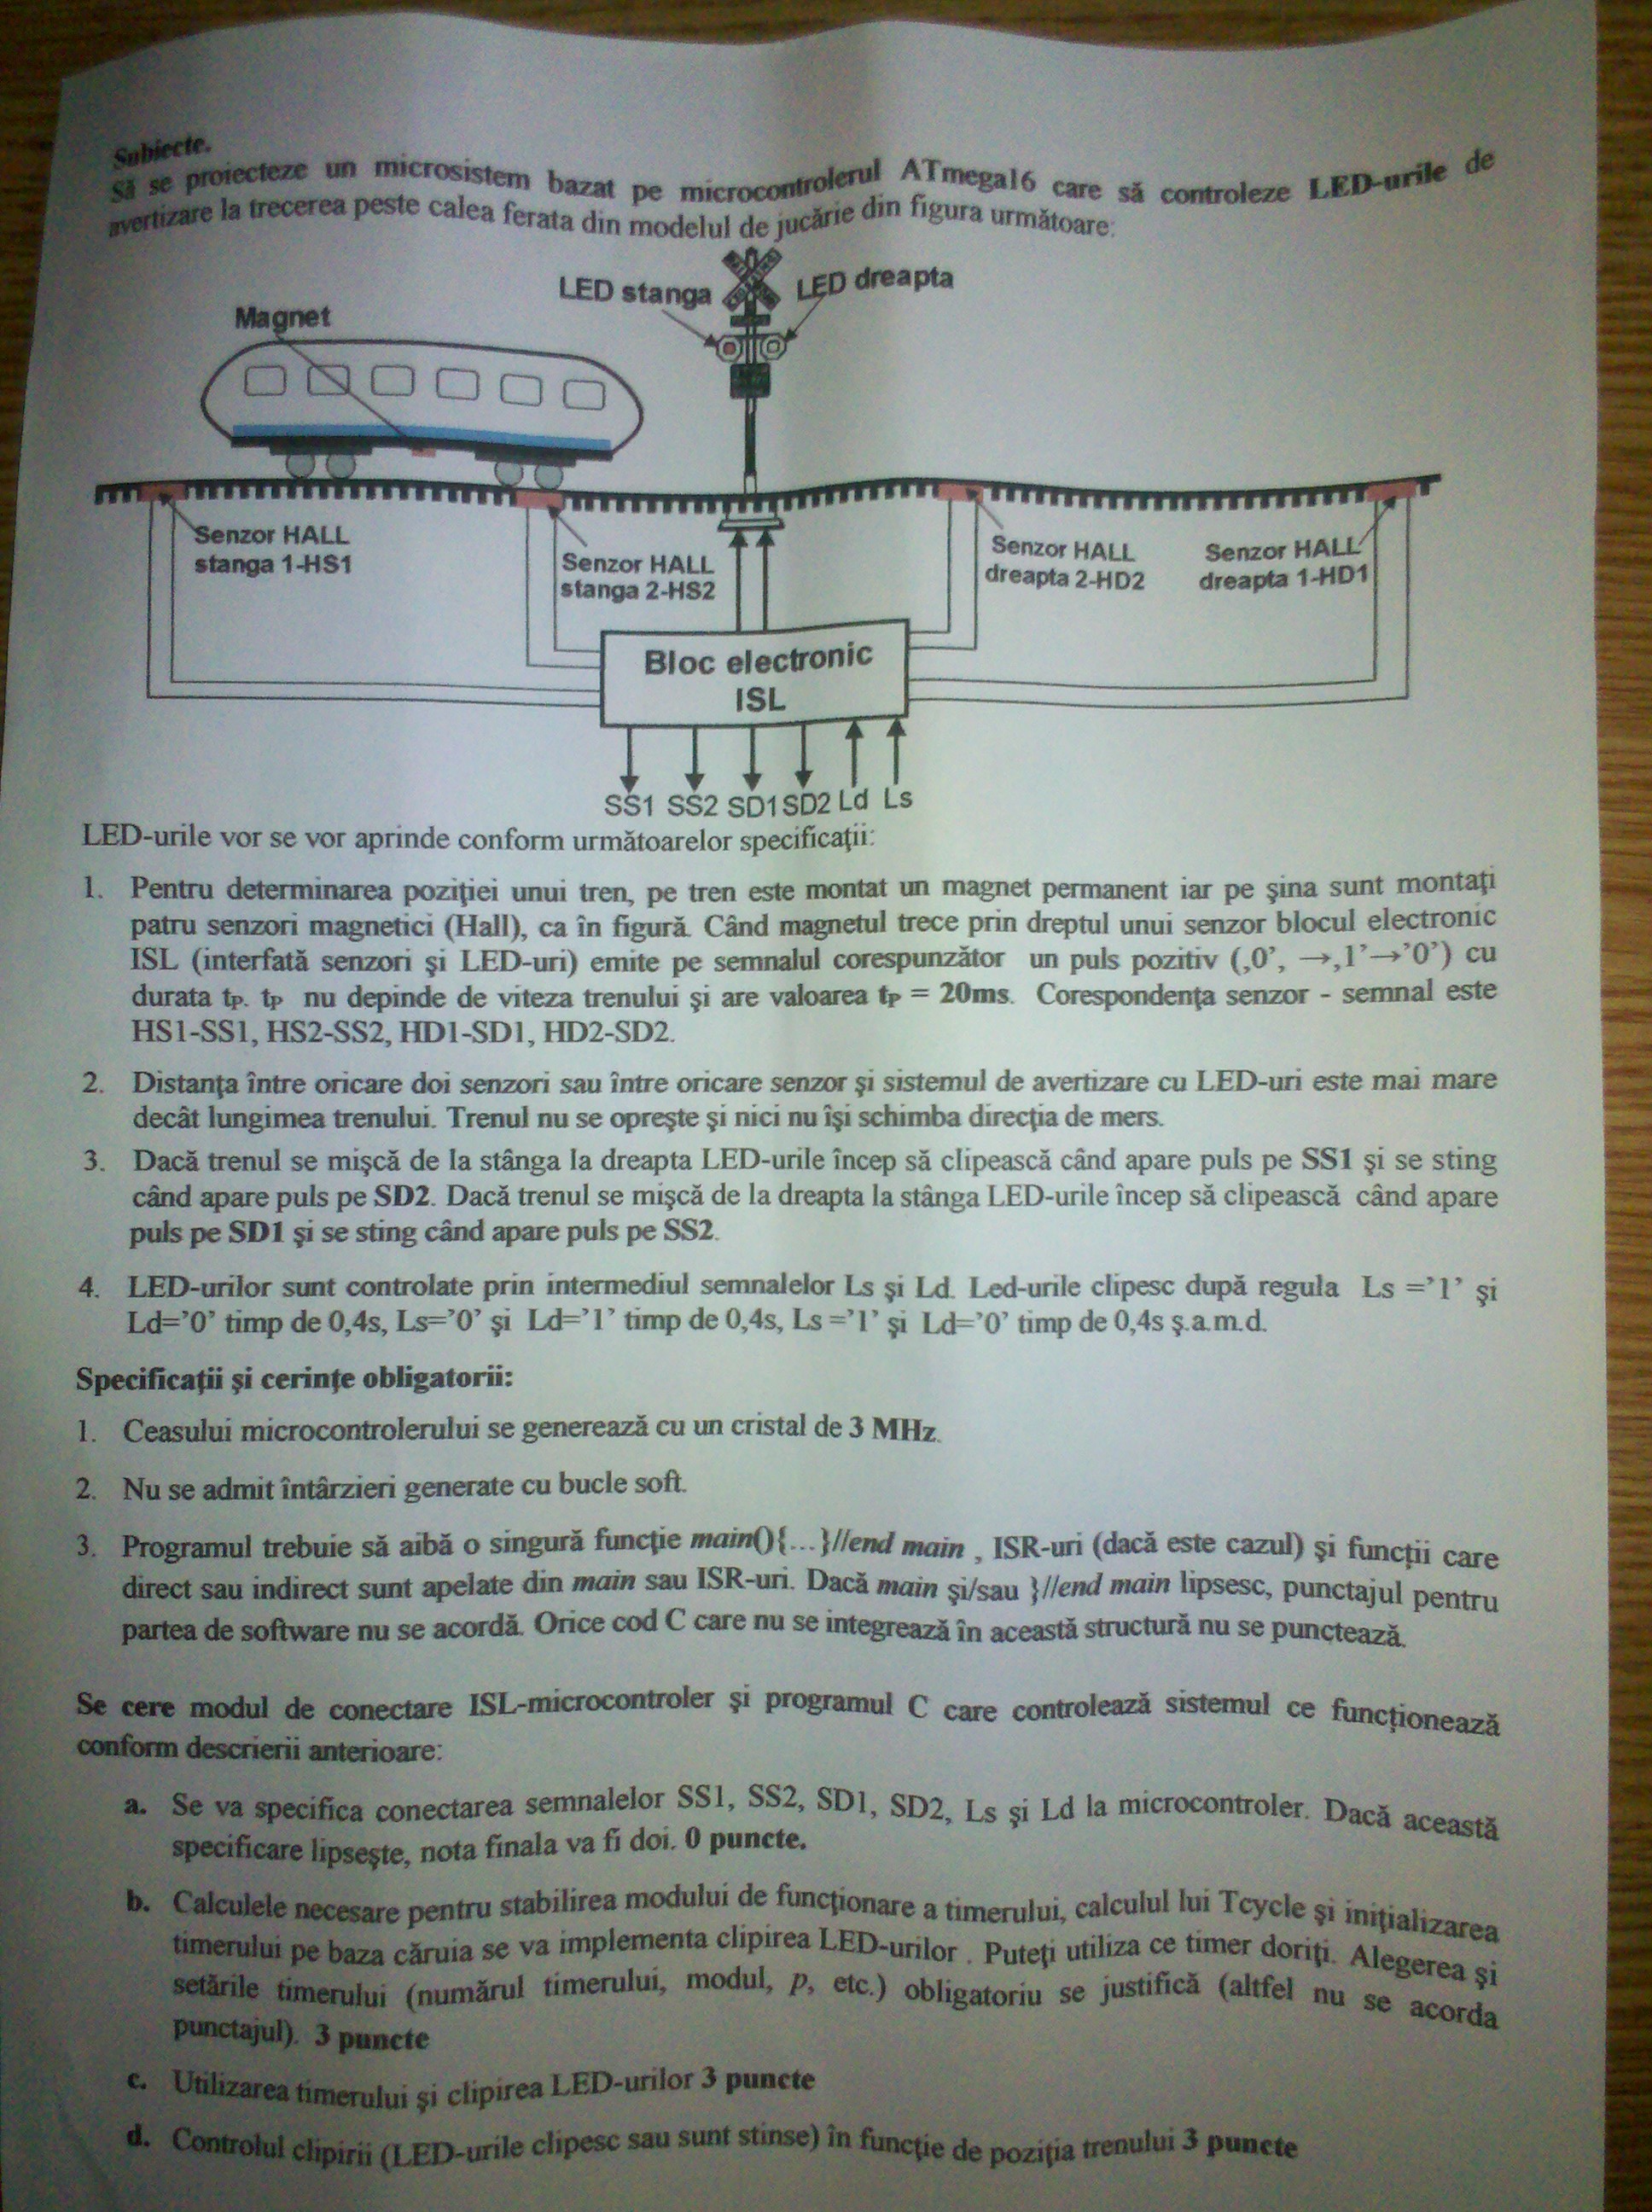 Subiecte.
Să se proiecteze un microsistem bazat pe microcontrolerul ATmega16 care să controleze LED-urile de
avertizare la trecerea peste calea ferata din modelul de jucărie din figura următoare:
LED stanga
LED dreapta
Magnet
Senzor HALL
stanga 1-HS1
Senzor HALL
stanga 2-HS2
Senzor HALL
dreapta 2-HD2
Senzor HALL
dreapta 1-HD1
Bloc electronic
ISL
SS1 SS2 SD1 SD2 Ld Ls
LED-urile vor se vor aprinde conform următoarelor specificaţii:
1. Pentru determinarea poziţiei unui tren, pe tren este montat un magnet permanent iar pe şina sunt montaţi
patru senzori magnetici (Hall), ca în figură. Când magnetul trece prin dreptul unui senzor blocul electronic
ISL (interfată senzori şi LED-uri) emite pe semnalul corespunzător un puls pozitiv (‚0’, →‚1’→’0’) cu
durata tP. tP nu depinde de viteza trenului şi are valoarea tP = 20ms. Corespondenţa senzor - semnal este
HS1-SS1, HS2-SS2, HD1-SD1, HD2-SD2.
2. Distanţa între oricare doi senzori sau între oricare senzor şi sistemul de avertizare cu LED-uri este mai mare
decât lungimea trenului. Trenul nu se opreşte şi nici nu îşi schimba direcţia de mers.
3. Dacă trenul se mişcă de la stânga la dreapta LED-urile încep să clipească când apare puls pe SS1 şi se sting
când apare puls pe SD2. Dacă trenul se mişcă de la dreapta la stânga LED-urile încep să clipească când apare
puls pe SD1 şi se sting când apare puls pe SS2.
4. LED-urilor sunt controlate prin intermediul semnalelor Ls şi Ld. Led-urile clipesc după regula Ls =’1’ şi
Ld=’0’ timp de 0,4s, Ls=’0’ şi Ld=’1’ timp de 0,4s, Ls =’1’ şi Ld=’0’ timp de 0,4s ş.a.m.d.
Specificaţii şi cerinţe obligatorii:
1. Ceasului microcontrolerului se generează cu un cristal de 3 MHz.
2. Nu se admit întârzieri generate cu bucle soft.
3. Programul trebuie să aibă o singură funcţie main(){...}//end main , ISR-uri (dacă este cazul) şi funcţii care
direct sau indirect sunt apelate din main sau ISR-uri. Dacă main şi/sau }//end main lipsesc, punctajul pentru
partea de software nu se acordă. Orice cod C care nu se integrează în această structură nu se punctează.
Se cere modul de conectare ISL-microcontroler şi programul C care controlează sistemul ce funcţionează
conform descrierii anterioare:
a. Se va specifica conectarea semnalelor SS1, SS2, SD1, SD2, Ls şi Ld la microcontroler. Dacă această
specificare lipseşte, nota finala va fi doi. 0 puncte.
b. Calculele necesare pentru stabilirea modului de funcţionare a timerului, calculul lui Tcycle şi iniţializarea
timerului pe baza căruia se va implementa clipirea LED-urilor . Puteţi utiliza ce timer doriţi. Alegerea şi
setările timerului (numărul timerului, modul, p, etc.) obligatoriu se justifică (altfel nu se acorda
punctajul). 3 puncte
c. Utilizarea timerului şi clipirea LED-urilor 3 puncte
d. Controlul clipirii (LED-urile clipesc sau sunt stinse) în funcţie de poziţia trenului 3 puncte